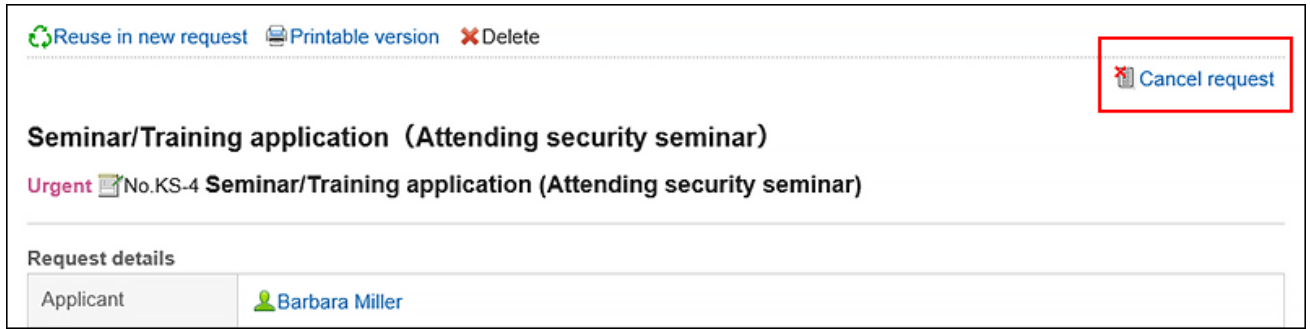 Reuse in new request Printable version Delete
Cancel request
Seminar/Training application（Attending security seminar）
Urgent No.KS-4 Seminar/Training application (Attending security seminar)
Request details
Applicant Barbara Miller